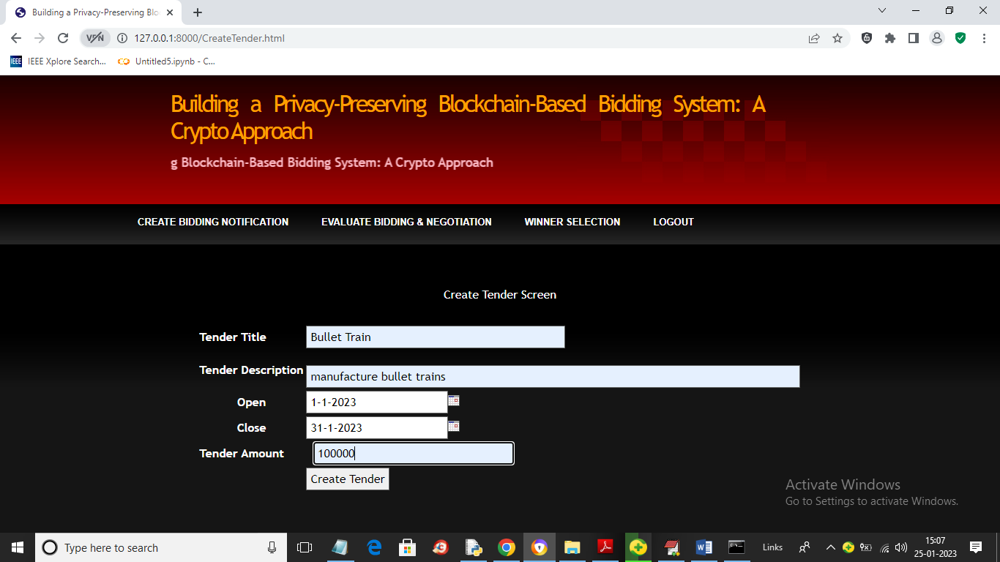 Building a Privacy-Preserving Blo
VPN
127.0.0.1:8000/CreateTender.html
IEEE
IEEE Xplore Search...
Untitled5.ipynb - C...
Building a Privacy-Preserving Blockchain-Based Bidding System: A
Crypto Approach
g Blockchain-Based Bidding System: A Crypto Approach
CREATE BIDDING NOTIFICATION
EVALUATE BIDDING & NEGOTIATION
WINNER SELECTION
LOGOUT
Create Tender Screen
Tender Title
Bullet Train
Tender Description
manufacture bullet trains
Open
1-1-2023
Close
31-1-2023
Tender Amount
100000
Create Tender
Activate Windows
Go to Settings to activate Windows.
Type here to search
Links
15:07
25-01-2023